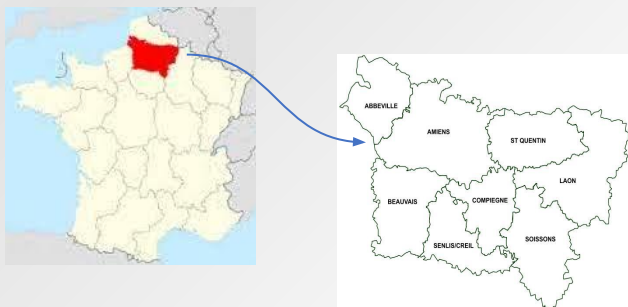 ABBEVILLE
AMIENS
ST QUENTIN
LAON
BEAUVAIS
COMPIEGNE
SENLIS/CREIL
SOISSONS